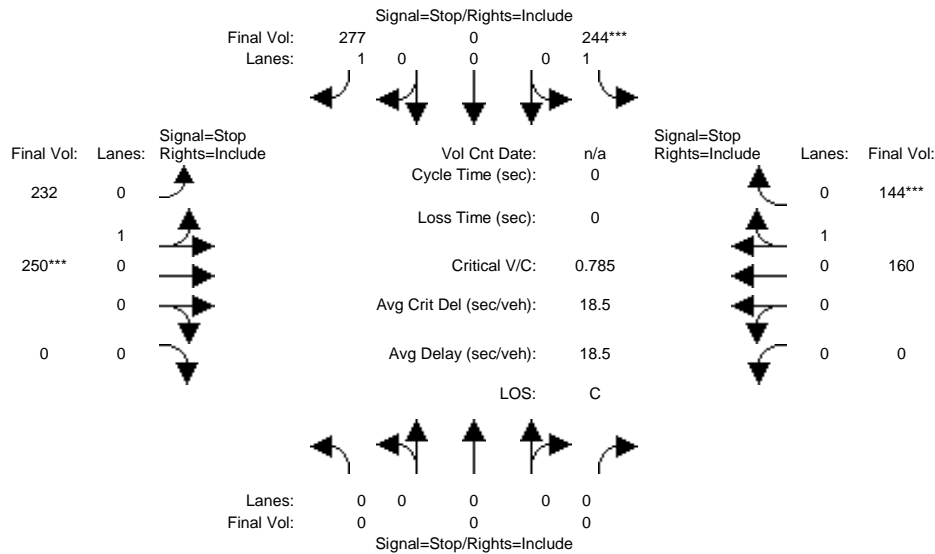 Signal=Stop/Rights=Include
Final Vol: 277 0 244***
Lanes: 1 0 0 0 1
Signal=Stop
Rights=Include
Final Vol: Lanes:
232 0
1
250*** 0
0
0 0
Vol Cnt Date: n/a
Cycle Time (sec): 0
Loss Time (sec): 0
Critical V/C: 0.785
Avg Crit Del (sec/veh): 18.5
Avg Delay (sec/veh): 18.5
LOS: C
Signal=Stop
Rights=Include
Lanes: Final Vol:
0 144***
1
0 160
0
0 0
Lanes: 0 0 0 0 0
Final Vol: 0 0 0
Signal=Stop/Rights=Include